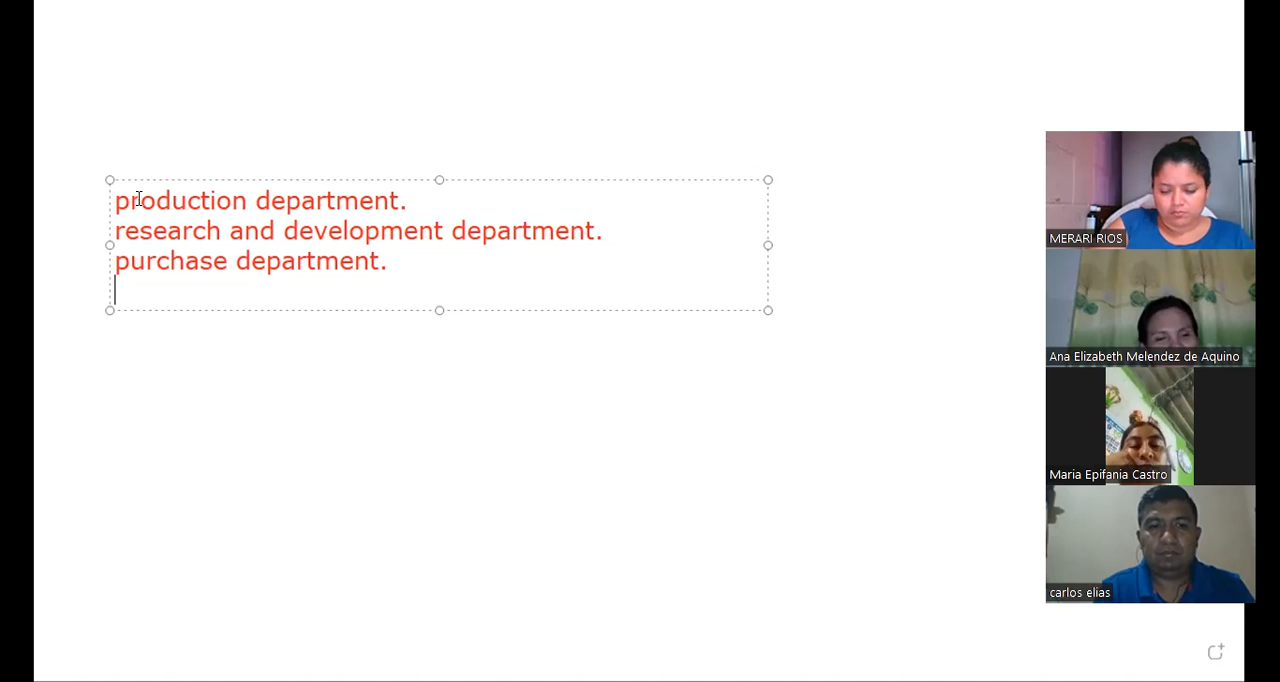 production department.
research and development department.
purchase department.
MERARI RIOS
Ana Elizabeth Melendez de Aquino
Maria Epifania Castro
carlos elias